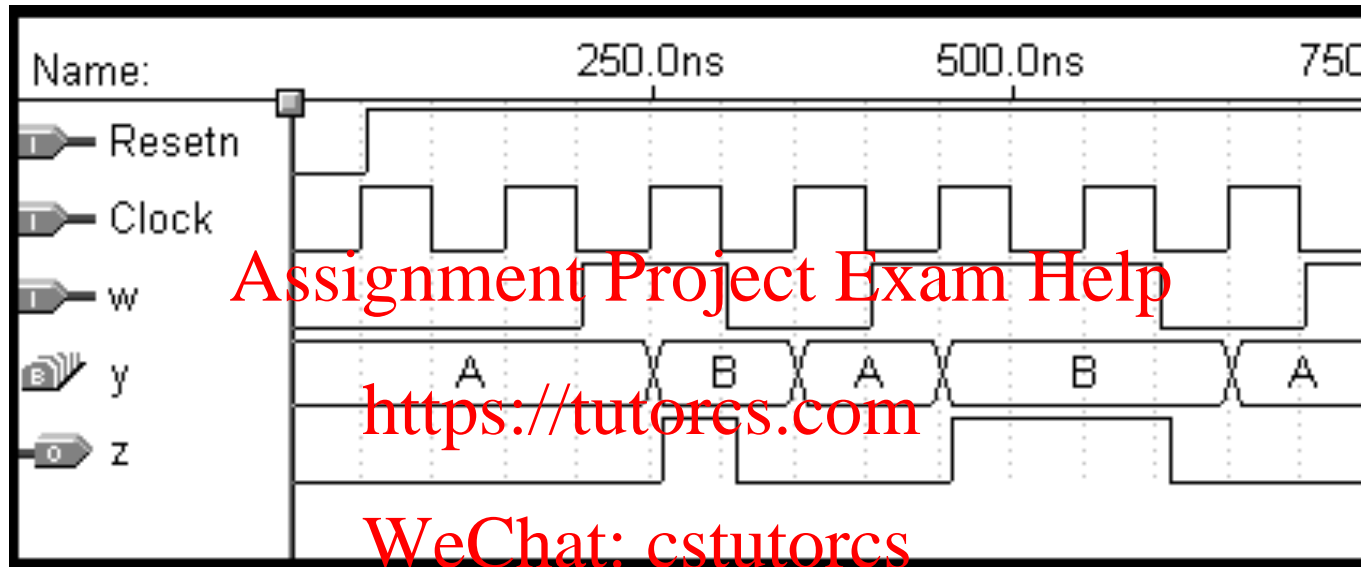 Name: 250.0ns 500.0ns 750
Resetn
Clock
Assignment Project Exam Help
w
y A B A B A
https://tutorcs.com
z
WeChat: cstutorcs